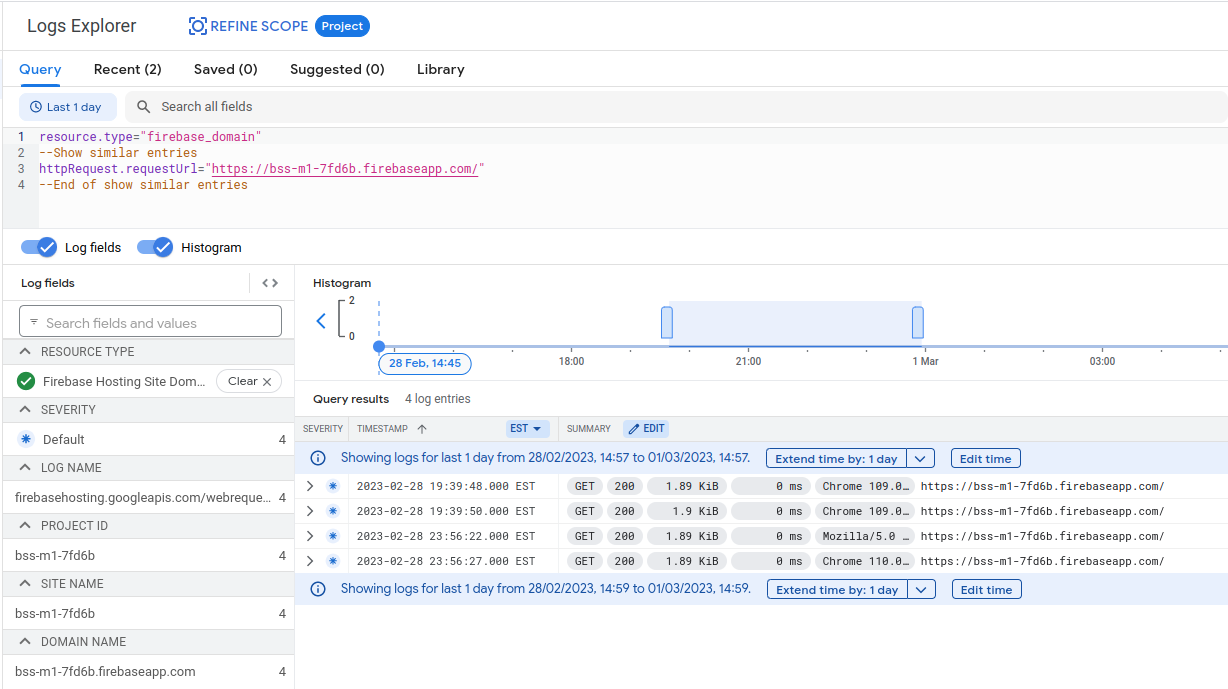 Logs Explorer REFINE SCOPE Project
Query Recent (2) Saved (0) Suggested (0) Library
Last 1 day Search all fields
1 resource.type="firebase_domain"
2 --Show similar entries
3 httpRequest.requestUrl="https://bss-m1-7fd6b.firebaseapp.com/"
4 --End of show similar entries
Log fields Histogram
Log fields
Search fields and values
RESOURCE TYPE
Firebase Hosting Site Dom... Clear
SEVERITY
Default 4
LOG NAME
firebasehosting.googleapis.com/webreque... 4
PROJECT ID
bss-m1-7fd6b 4
SITE NAME
bss-m1-7fd6b 4
DOMAIN NAME
bss-m1-7fd6b.firebaseapp.com 4
Histogram
2
0
28 Feb, 14:45 18:00 21:00 1 Mar 03:00
Query results 4 log entries
SEVERITY TIMESTAMP EST SUMMARY EDIT
Showing logs for last 1 day from 28/02/2023, 14:57 to 01/03/2023, 14:57. Extend time by: 1 day Edit time
2023-02-28 19:39:48.000 EST GET 200 1.89 KiB 0 ms Chrome 109.0... https://bss-m1-7fd6b.firebaseapp.com/
2023-02-28 19:39:50.000 EST GET 200 1.9 KiB 0 ms Chrome 109.0... https://bss-m1-7fd6b.firebaseapp.com/
2023-02-28 23:56:22.000 EST GET 200 1.89 KiB 0 ms Mozilla/5.0 ... https://bss-m1-7fd6b.firebaseapp.com/
2023-02-28 23:56:27.000 EST GET 200 1.89 KiB 0 ms Chrome 110.0... https://bss-m1-7fd6b.firebaseapp.com/
Showing logs for last 1 day from 28/02/2023, 14:59 to 01/03/2023, 14:59. Extend time by: 1 day Edit time